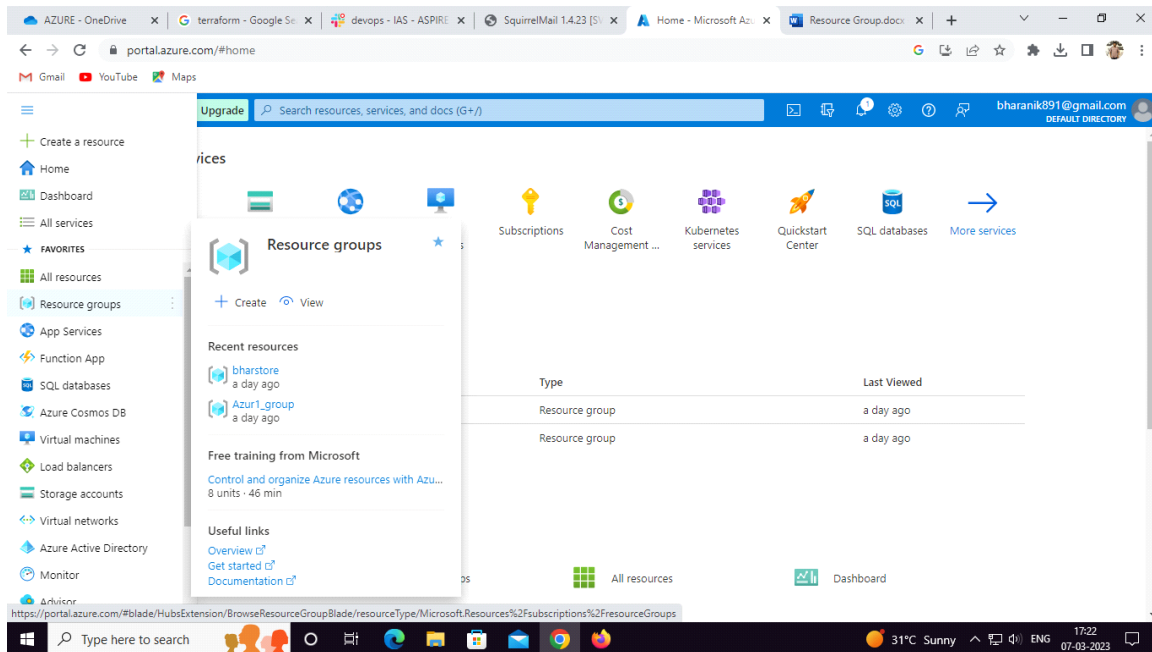 AZURE - OneDrive
terraform - Google Se
devops - IAS - ASPIRE
SquirrelMail 1.4.23 [SV
Home - Microsoft Azu
Resource Group.docx
portal.azure.com/#home
Gmail YouTube Maps
Upgrade
Search resources, services, and docs (G+/)
1
bharanik891@gmail.com
DEFAULT DIRECTORY
Create a resource
Home
Dashboard
All services
FAVORITES
All resources
Resource groups
App Services
Function App
SQL databases
Azure Cosmos DB
Virtual machines
Load balancers
Storage accounts
Virtual networks
Azure Active Directory
Monitor
Advisor
vices
Subscriptions
Cost
Management ...
Kubernetes
services
Quickstart
Center
SQL
SQL databases
More services
Resource groups
Create View
Recent resources
bharstore
a day ago
Azur1_group
a day ago
Free training from Microsoft
Control and organize Azure resources with Azu...
8 units · 46 min
Useful links
Overview
Get started
Documentation
Type Last Viewed
Resource group a day ago
Resource group a day ago
All resources
Dashboard
https://portal.azure.com/#blade/HubsExtension/BrowseResourceGroupBlade/resourceType/Microsoft.Resources%2Fsubscriptions%2FresourceGroups
Type here to search
31°C Sunny
ENG
17:22
07-03-2023